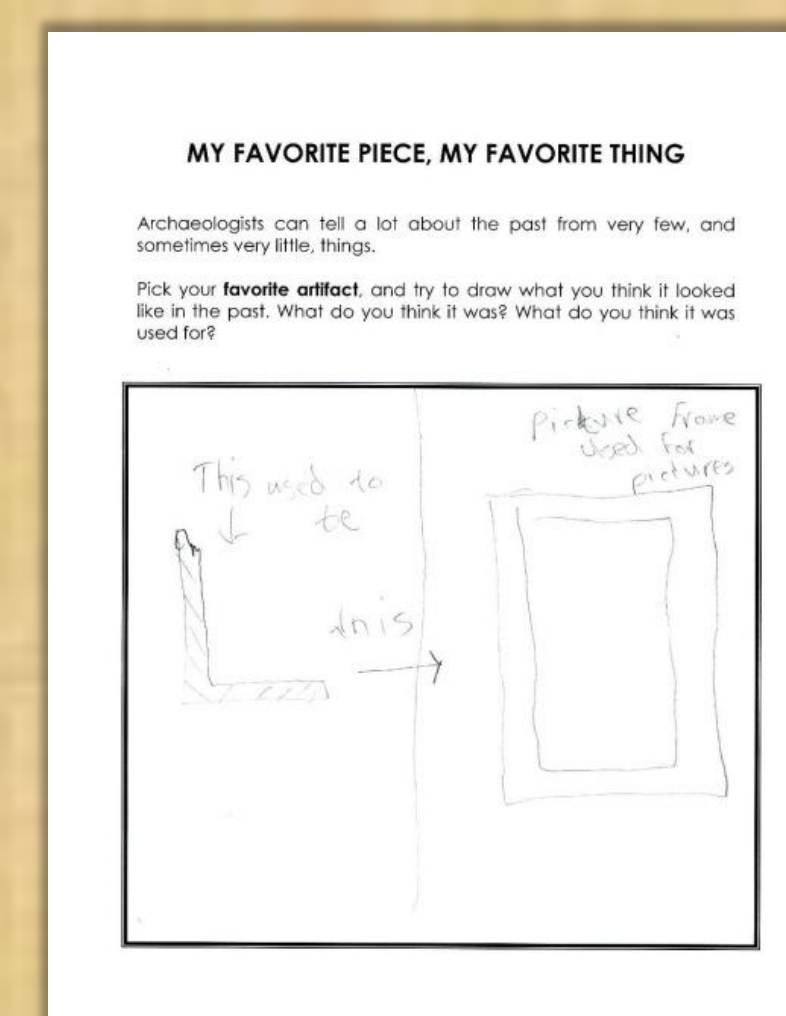 MY FAVORITE PIECE, MY FAVORITE THING
Archaeologists can tell a lot about the past from very few, and
sometimes very little, things.
Pick your favorite artifact, and try to draw what you think it looked
like in the past. What do you think it was? What do you think it was
used for?
This used to
be
this
Picture Frame
used for
pictures